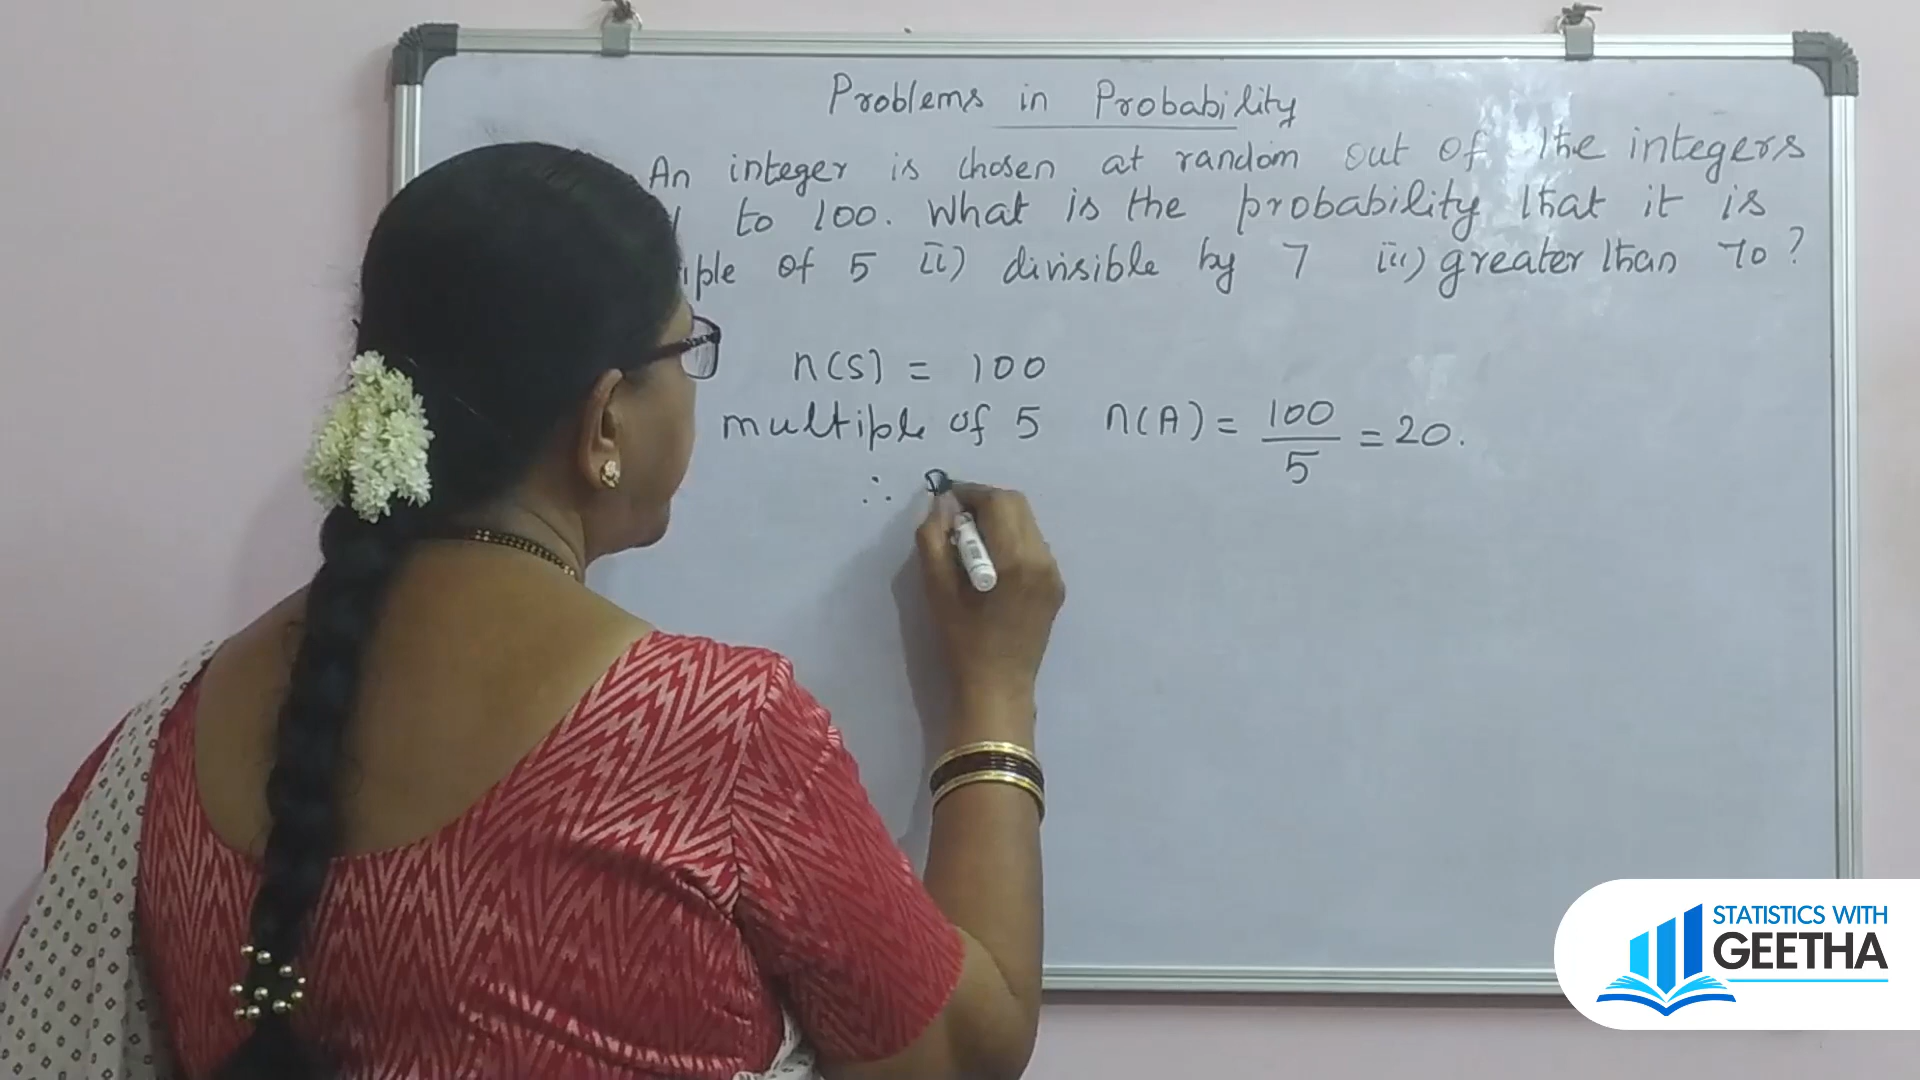 Problems in Probability
An integer is chosen at random out of the integers
1 to 100. What is the probability that it is
iple of 5 ii) divisible by 7 iii) greater than 70?
n(S) = 100
multiple of 5 n(A) = 100/5 = 20.
∴ P
STATISTICS WITH
GEETHA